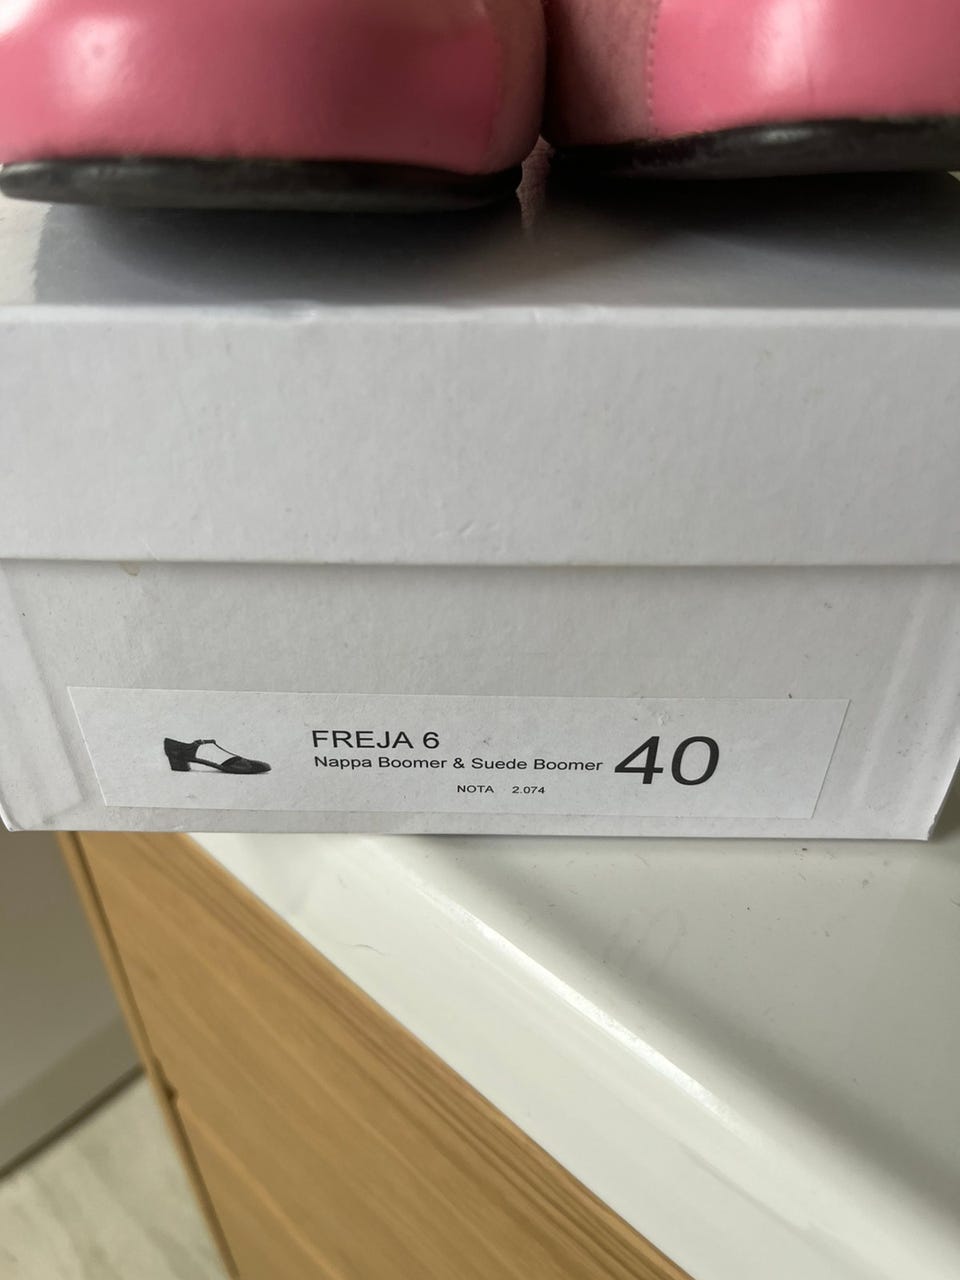 FREJA 6
Nappa Boomer & Suede Boomer 40
NOTA 2.074